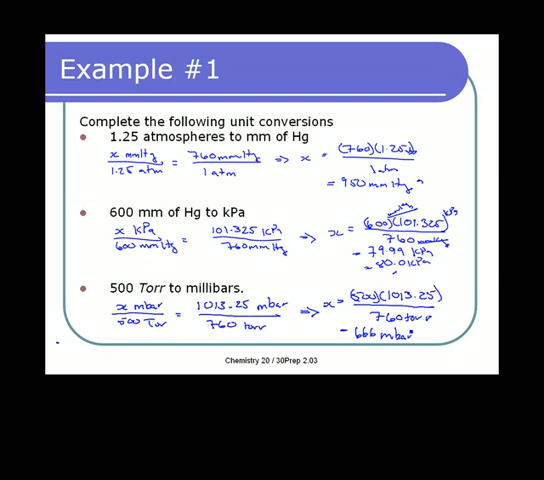 Example #1
Complete the following unit conversions
1.25 atmospheres to mm of Hg
x mmHg / 1.25 atm = 760 mmHg / 1 atm => x = (760)(1.25) / 1 atm
= 950 mmHg
600 mm of Hg to kPa
x kPa / 600 mmHg = 101.325 kPa / 760 mmHg => x = (600)(101.325) kPa / 760
= 79.99 kPa
= 80.0 kPa
500 Torr to millibars.
x mbar / 500 Torr = 1013.25 mbar / 760 torr => x = (500)(1013.25) / 760 torr
= 666 mbar
Chemistry 20 / 30Prep 2.03